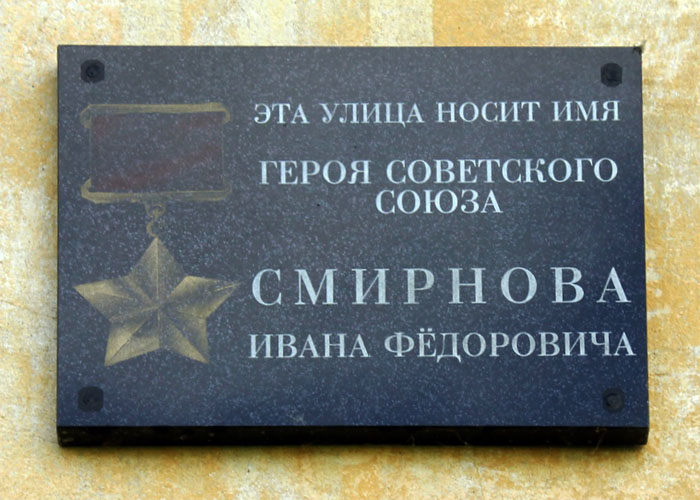 ЭТА УЛИЦА НОСИТ ИМЯ
ГЕРОЯ СОВЕТСКОГО
СОЮЗА
СМИРНОВА
ИВАНА ФЁДОРОВИЧА